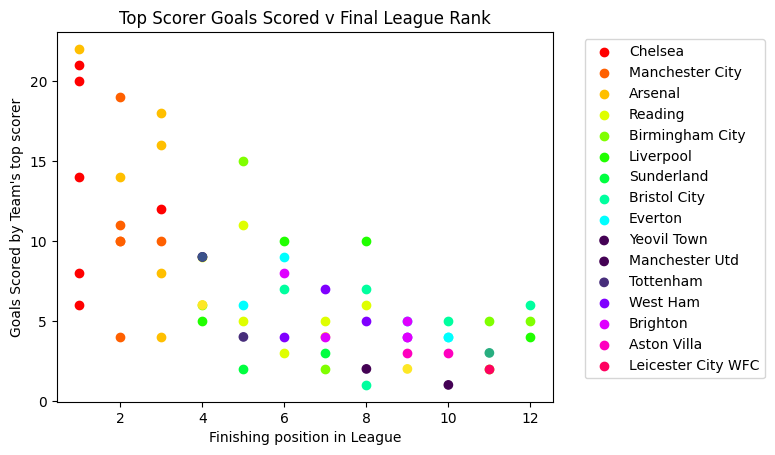 Top Scorer Goals Scored v Final League Rank
Goals Scored by Team's top scorer
20
15
10
5
0
2 4 6 8 10 12
Finishing position in League
Chelsea
Manchester City
Arsenal
Reading
Birmingham City
Liverpool
Sunderland
Bristol City
Everton
Yeovil Town
Manchester Utd
Tottenham
West Ham
Brighton
Aston Villa
Leicester City WFC